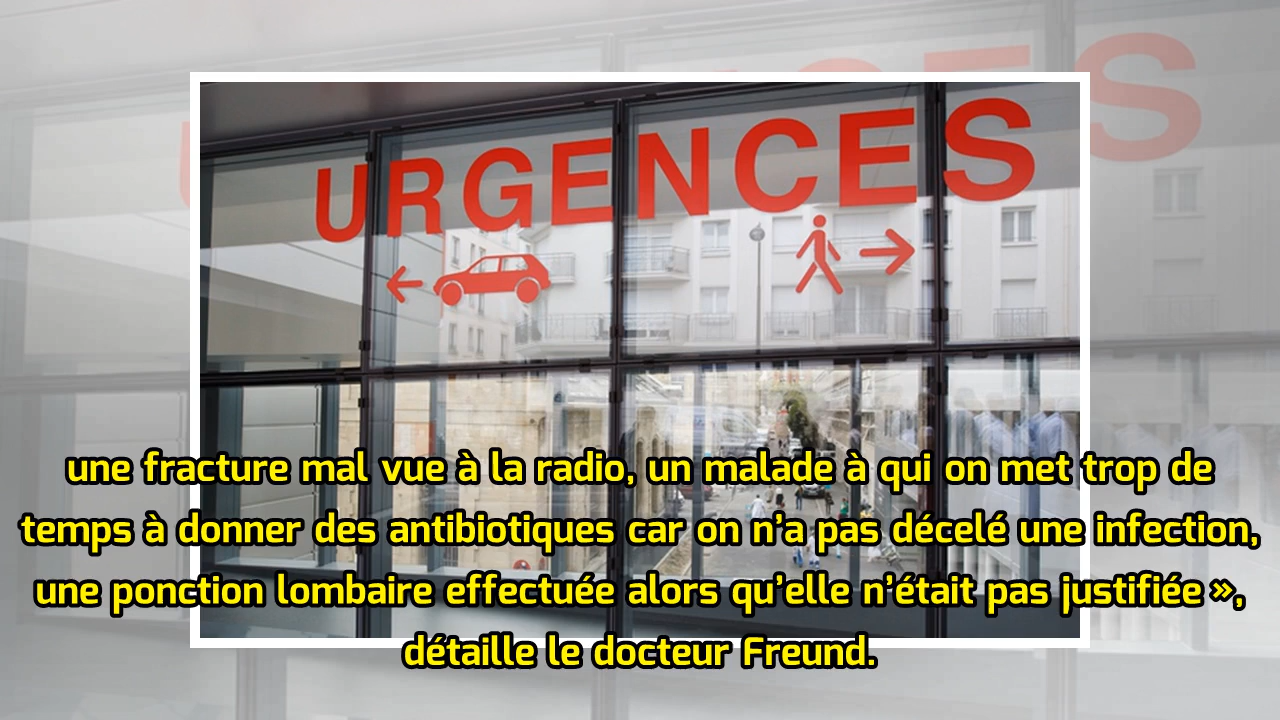 URGENCES
une fracture mal vue à la radio, un malade à qui on met trop de
temps à donner des antibiotiques car on n’a pas décelé une infection,
une ponction lombaire effectuée alors qu’elle n’était pas justifiée »,
détaille le docteur Freund.